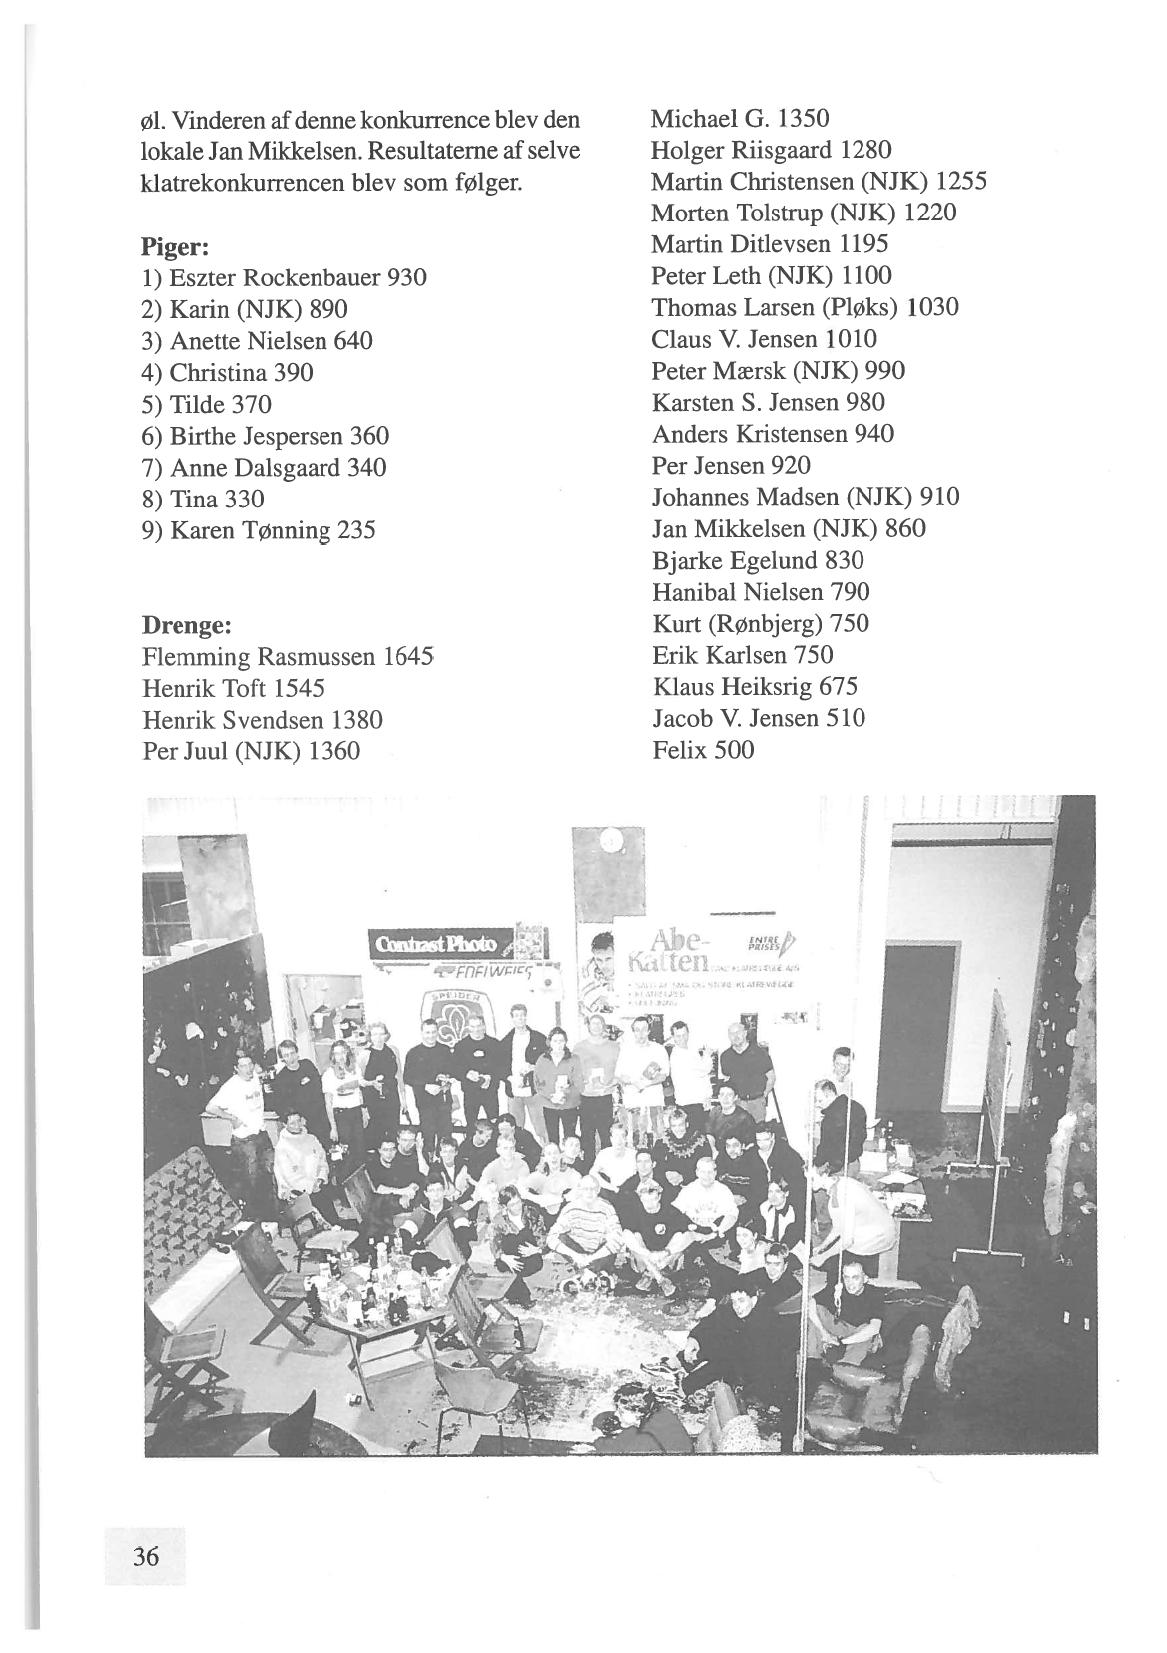 øl. Vinderen af denne konkurrence blev den
lokale Jan Mikkelsen. Resultaterne af selve
klatrekonkurrencen blev som følger.
Piger:
1) Eszter Rockenbauer 930
2) Karin (NJK) 890
3) Anette Nielsen 640
4) Christina 390
5) Tilde 370
6) Birthe Jespersen 360
7) Anne Dalsgaard 340
8) Tina 330
9) Karen Tønning 235
Drenge:
Flemming Rasmussen 1645
Henrik Toft 1545
Henrik Svendsen 1380
Per Juul (NJK) 1360
Michael G. 1350
Holger Riisgaard 1280
Martin Christensen (NJK) 1255
Morten Tolstrup (NJK) 1220
Martin Ditlevsen 1195
Peter Leth (NJK) 1100
Thomas Larsen (Pløks) 1030
Claus V. Jensen 1010
Peter Mærsk (NJK) 990
Karsten S. Jensen 980
Anders Kristensen 940
Per Jensen 920
Johannes Madsen (NJK) 910
Jan Mikkelsen (NJK) 860
Bjarke Egelund 830
Hanibal Nielsen 790
Kurt (Rønbjerg) 750
Erik Karlsen 750
Klaus Heiksrig 675
Jacob V. Jensen 510
Felix 500
Contrast Photo
SPEJDER
Abe-
Katten
ENTRE
PRISES
36